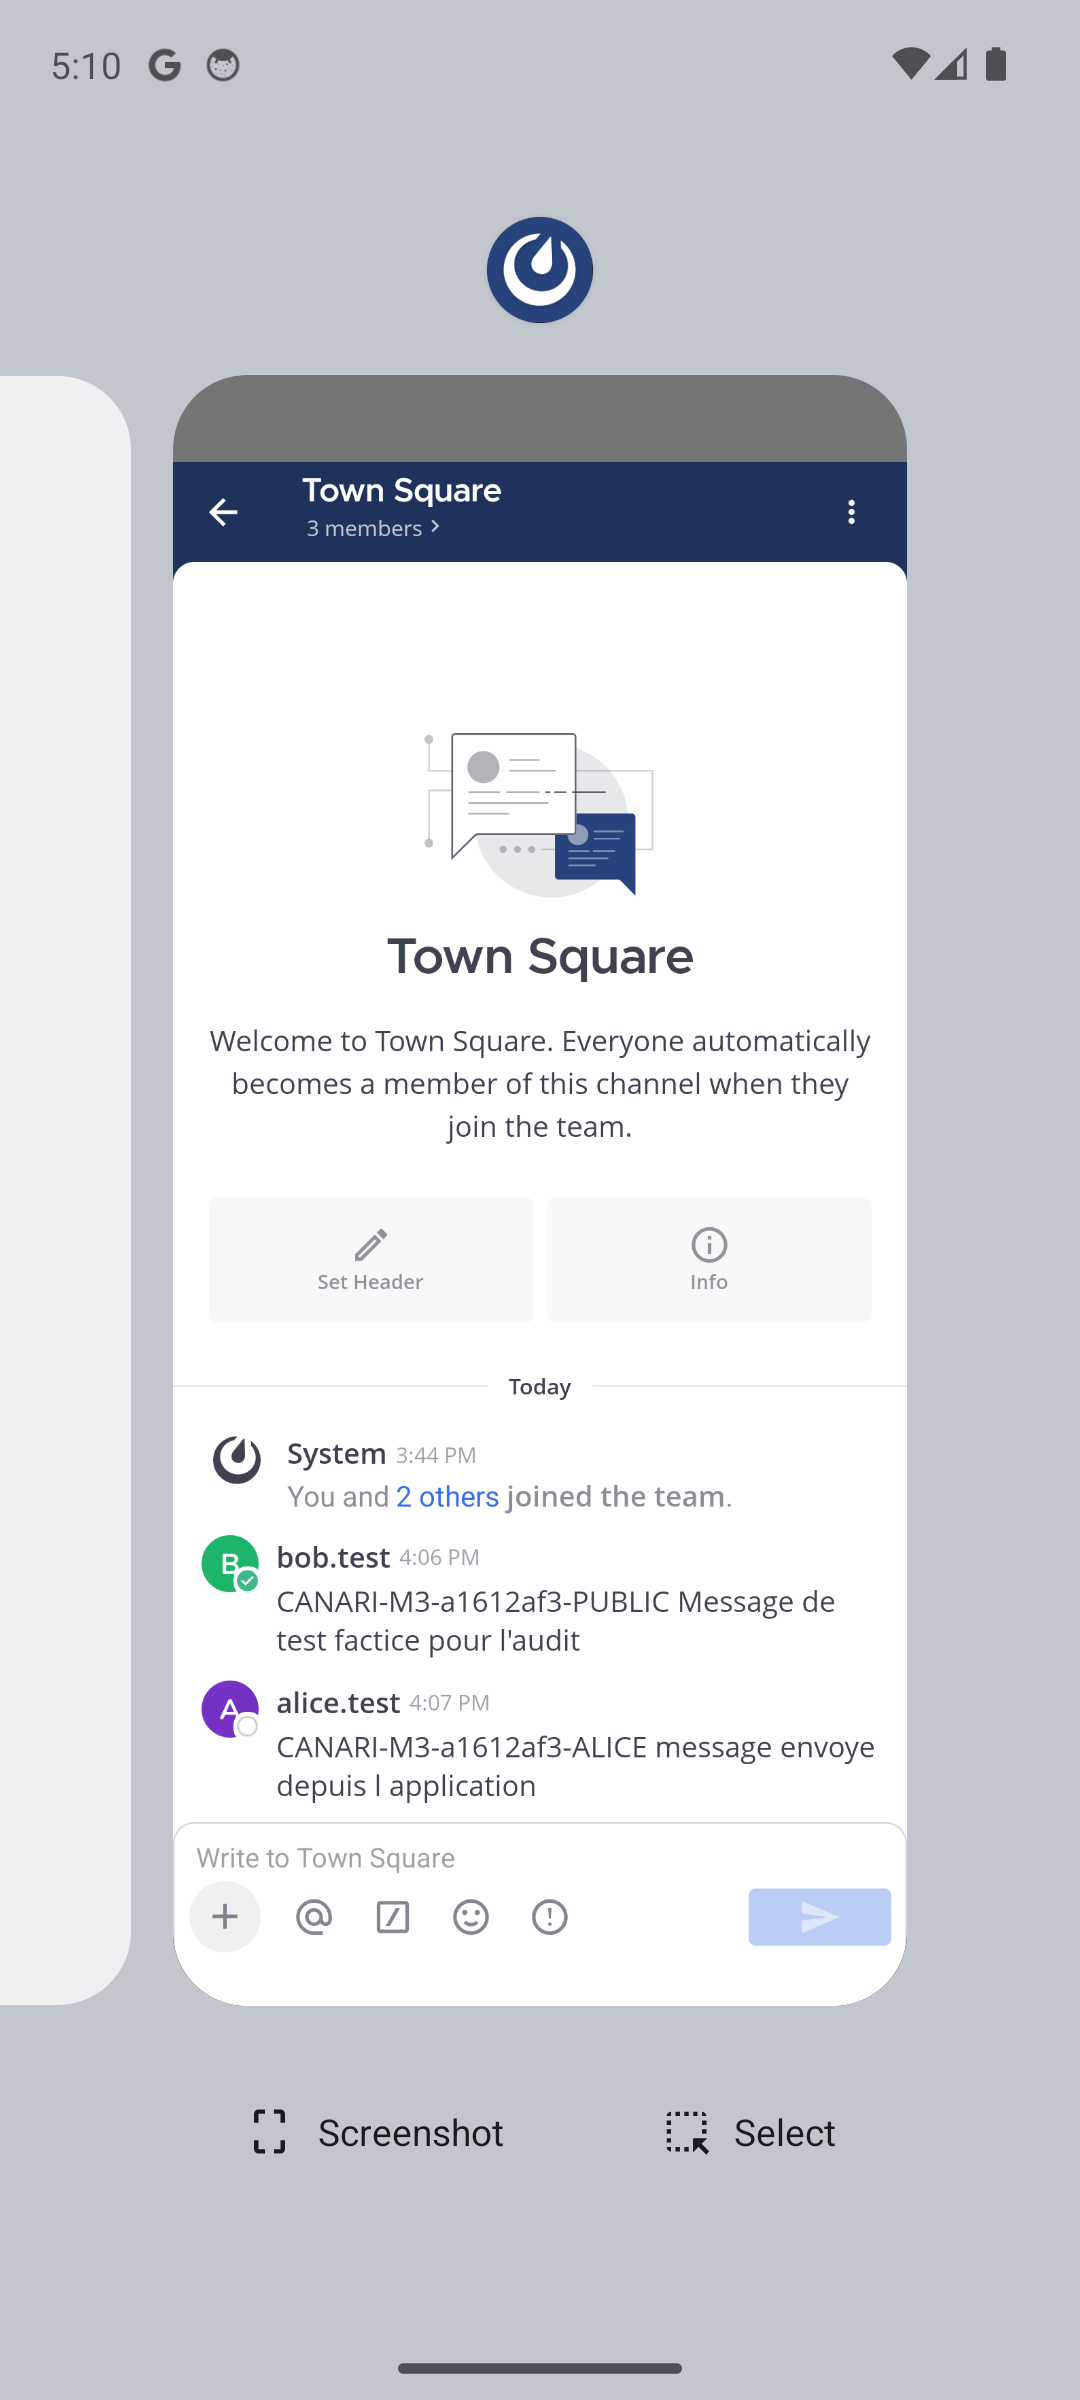 5:10
Town Square
3 members
Town Square
Welcome to Town Square. Everyone automatically
becomes a member of this channel when they
join the team.
Set Header
Info
Today
System 3:44 PM
You and 2 others joined the team.
B
bob.test 4:06 PM
CANARI-M3-a1612af3-PUBLIC Message de
test factice pour l'audit
A
alice.test 4:07 PM
CANARI-M3-a1612af3-ALICE message envoye
depuis l application
Write to Town Square
Screenshot
Select